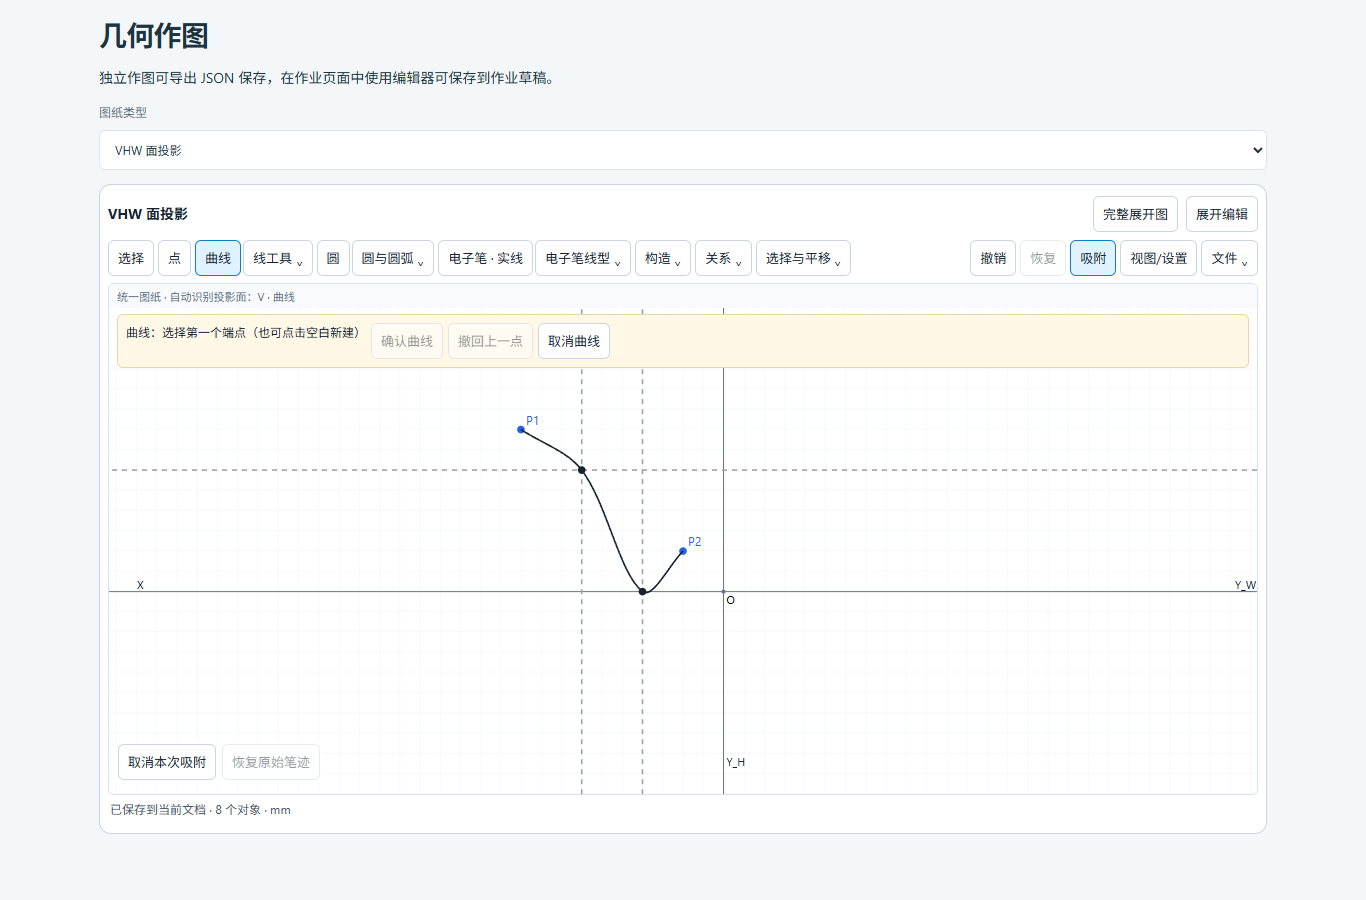 几何作图
独立作图可导出 JSON 保存，在作业页面中使用编辑器可保存到作业草稿。
图纸类型
VHW 面投影
VHW 面投影
完整展开图 展开编辑
选择 点 曲线 线工具 圆 圆与圆弧 电子笔 · 实线 电子笔线型 构造 关系 选择与平移 撤销 恢复 吸附 视图/设置 文件
统一图纸 · 自动识别投影面：V · 曲线
曲线：选择第一个端点（也可点击空白新建） 确认曲线 撤回上一点 取消曲线
P1
P2
X
Y_W
O
Y_H
取消本次吸附 恢复原始笔迹
已保存到当前文档 · 8 个对象 · mm